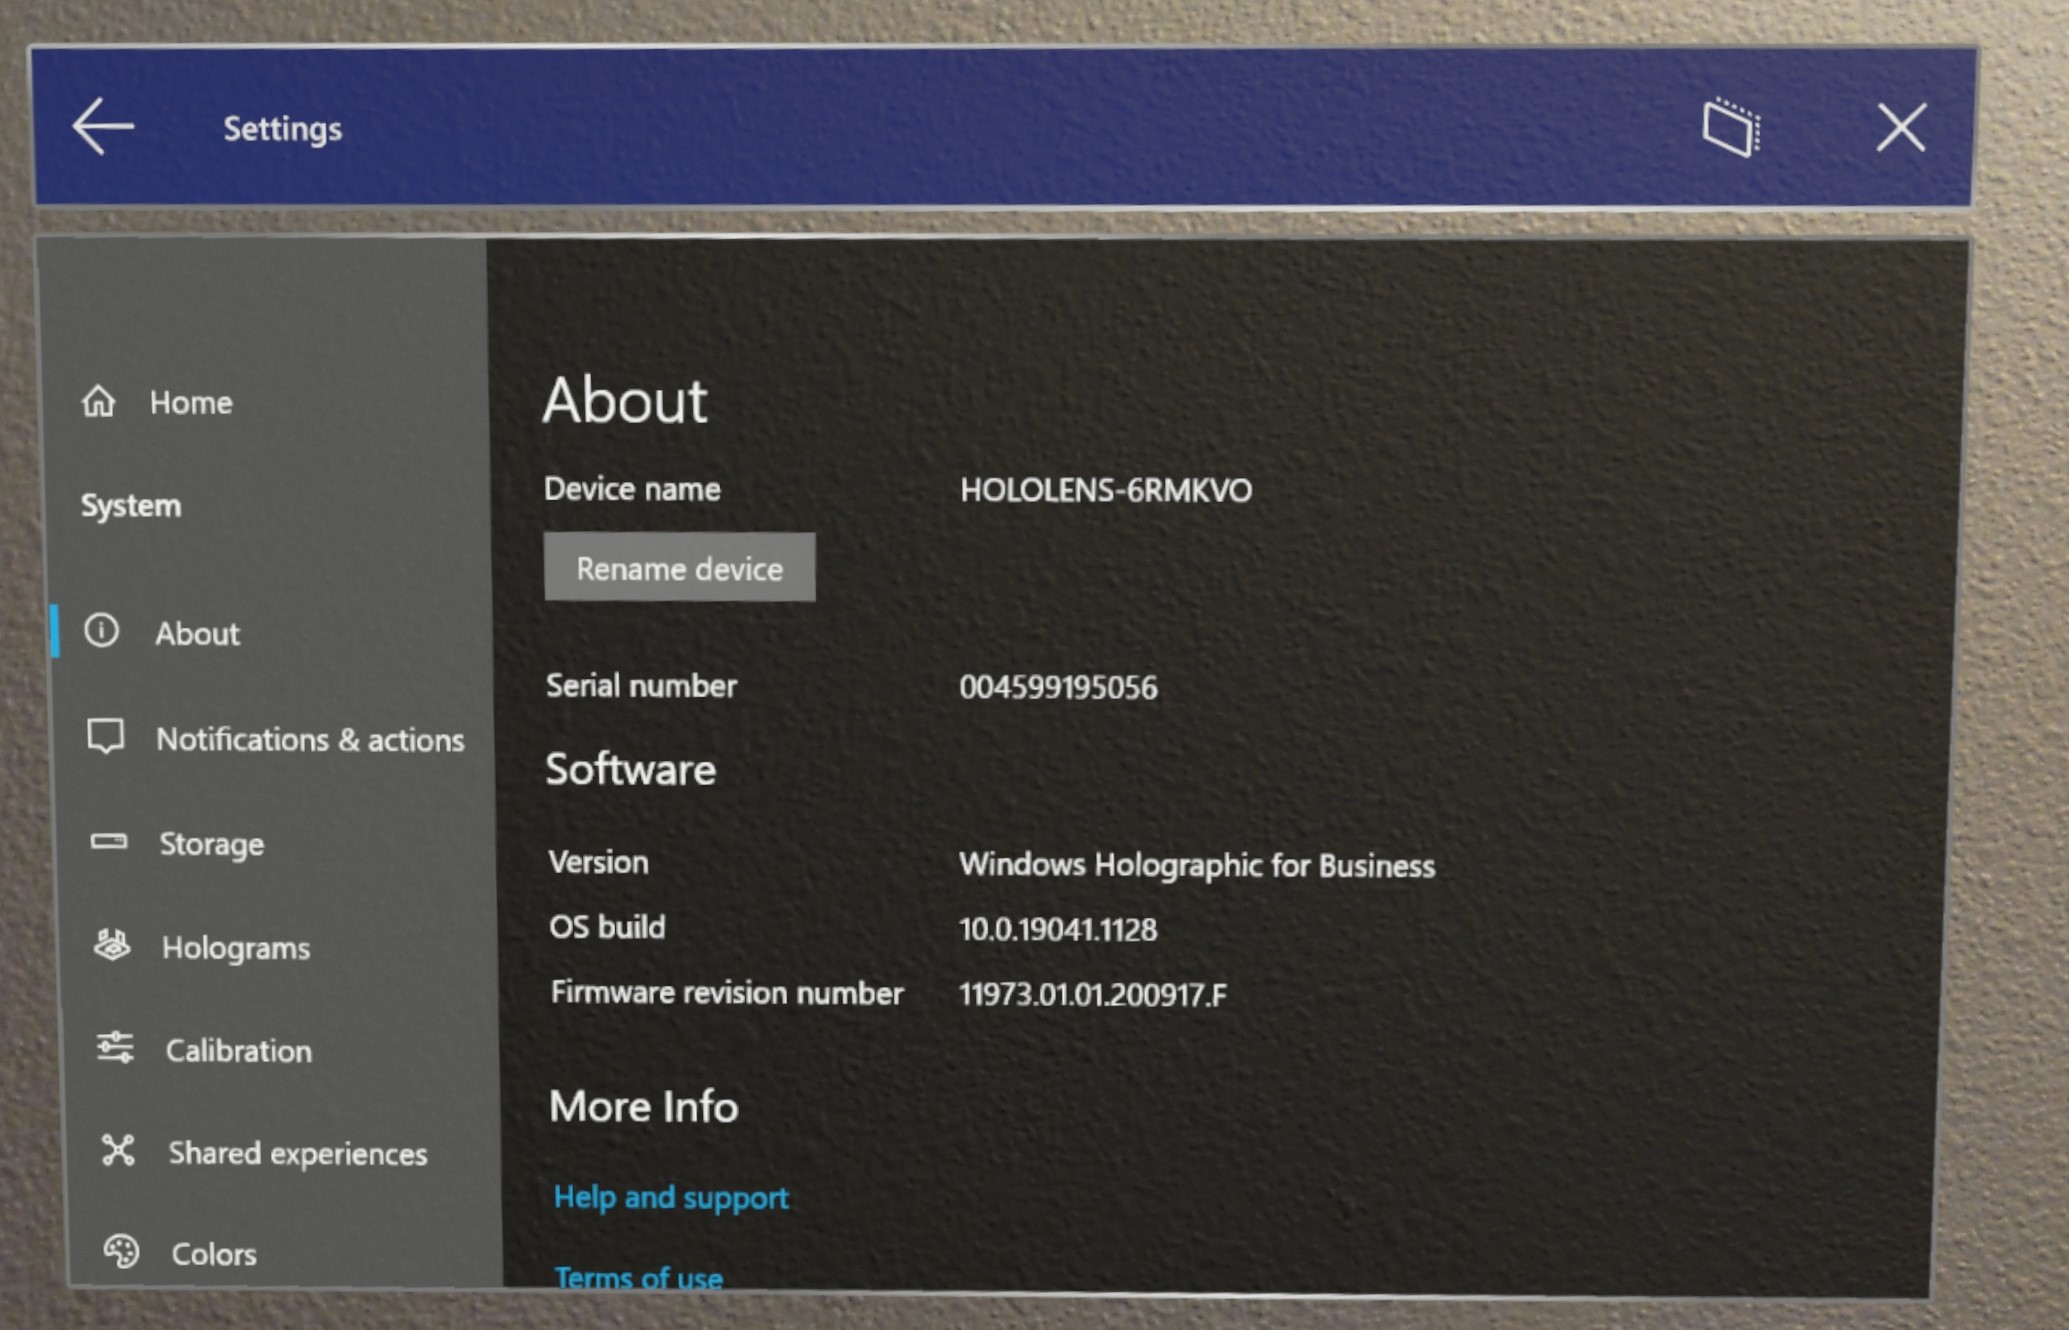 Settings
Home
System
About
Notifications & actions
Storage
Holograms
Calibration
Shared experiences
Colors
About
Device name HOLOLENS-6RMKVO
Rename device
Serial number 004599195056
Software
Version Windows Holographic for Business
OS build 10.0.19041.1128
Firmware revision number 11973.01.01.200917.F
More Info
Help and support
Terms of use